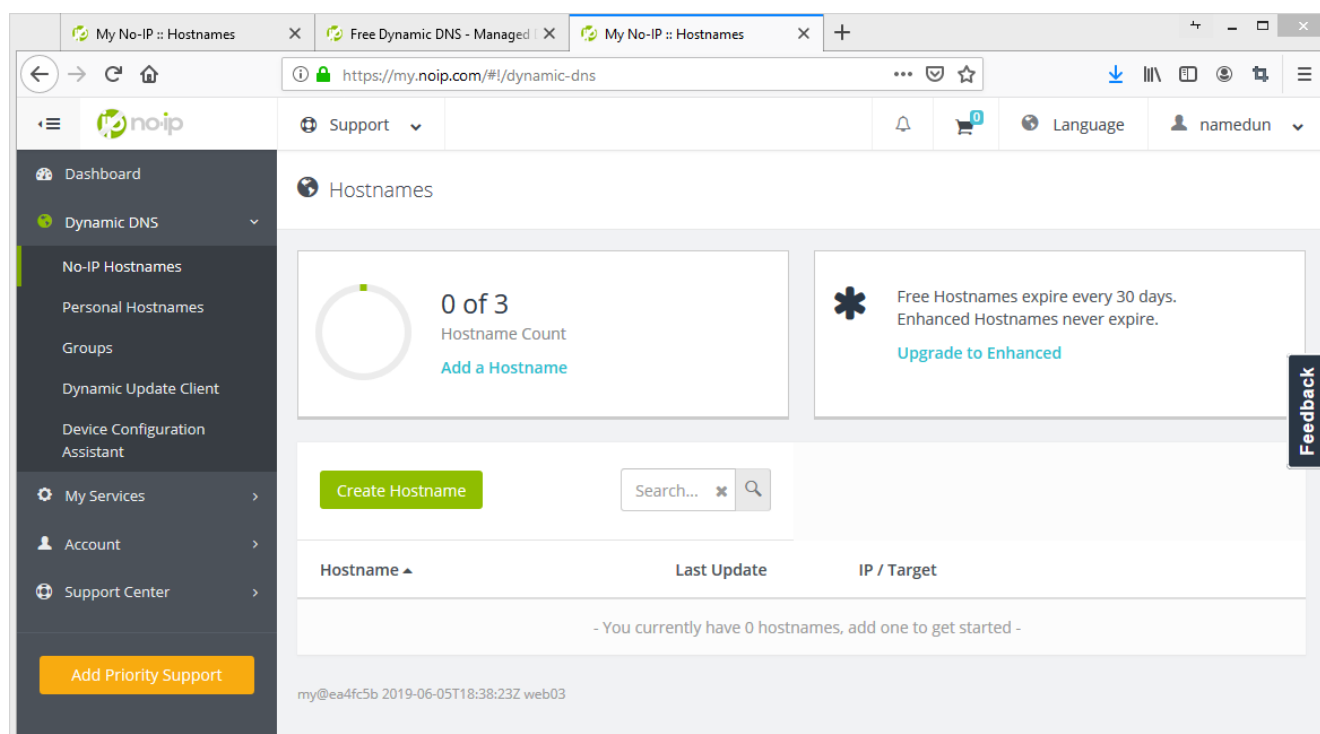 My No-IP :: Hostnames
Free Dynamic DNS - Managed
My No-IP :: Hostnames
https://my.noip.com/#!/dynamic-dns
no·ip
Support
0
Language
namedun
Dashboard
Dynamic DNS
No-IP Hostnames
Personal Hostnames
Groups
Dynamic Update Client
Device Configuration
Assistant
My Services
Account
Support Center
Add Priority Support
Hostnames
0 of 3
Hostname Count
Add a Hostname
Free Hostnames expire every 30 days.
Enhanced Hostnames never expire.
Upgrade to Enhanced
Feedback
Create Hostname
Search...
Hostname Last Update IP / Target
- You currently have 0 hostnames, add one to get started -
my@ea4fc5b 2019-06-05T18:38:23Z web03